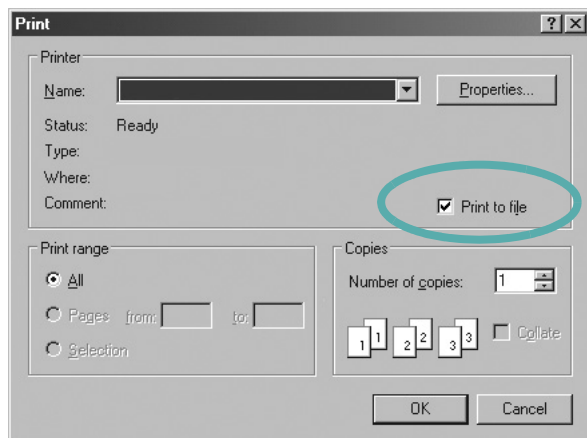 Print
Printer
Name:
Properties...
Status: Ready
Type:
Where:
Comment:
Print to file
Print range
All
Pages from: to:
Selection
Copies
Number of copies: 1
1 1 2 2 3 3
Collate
OK
Cancel